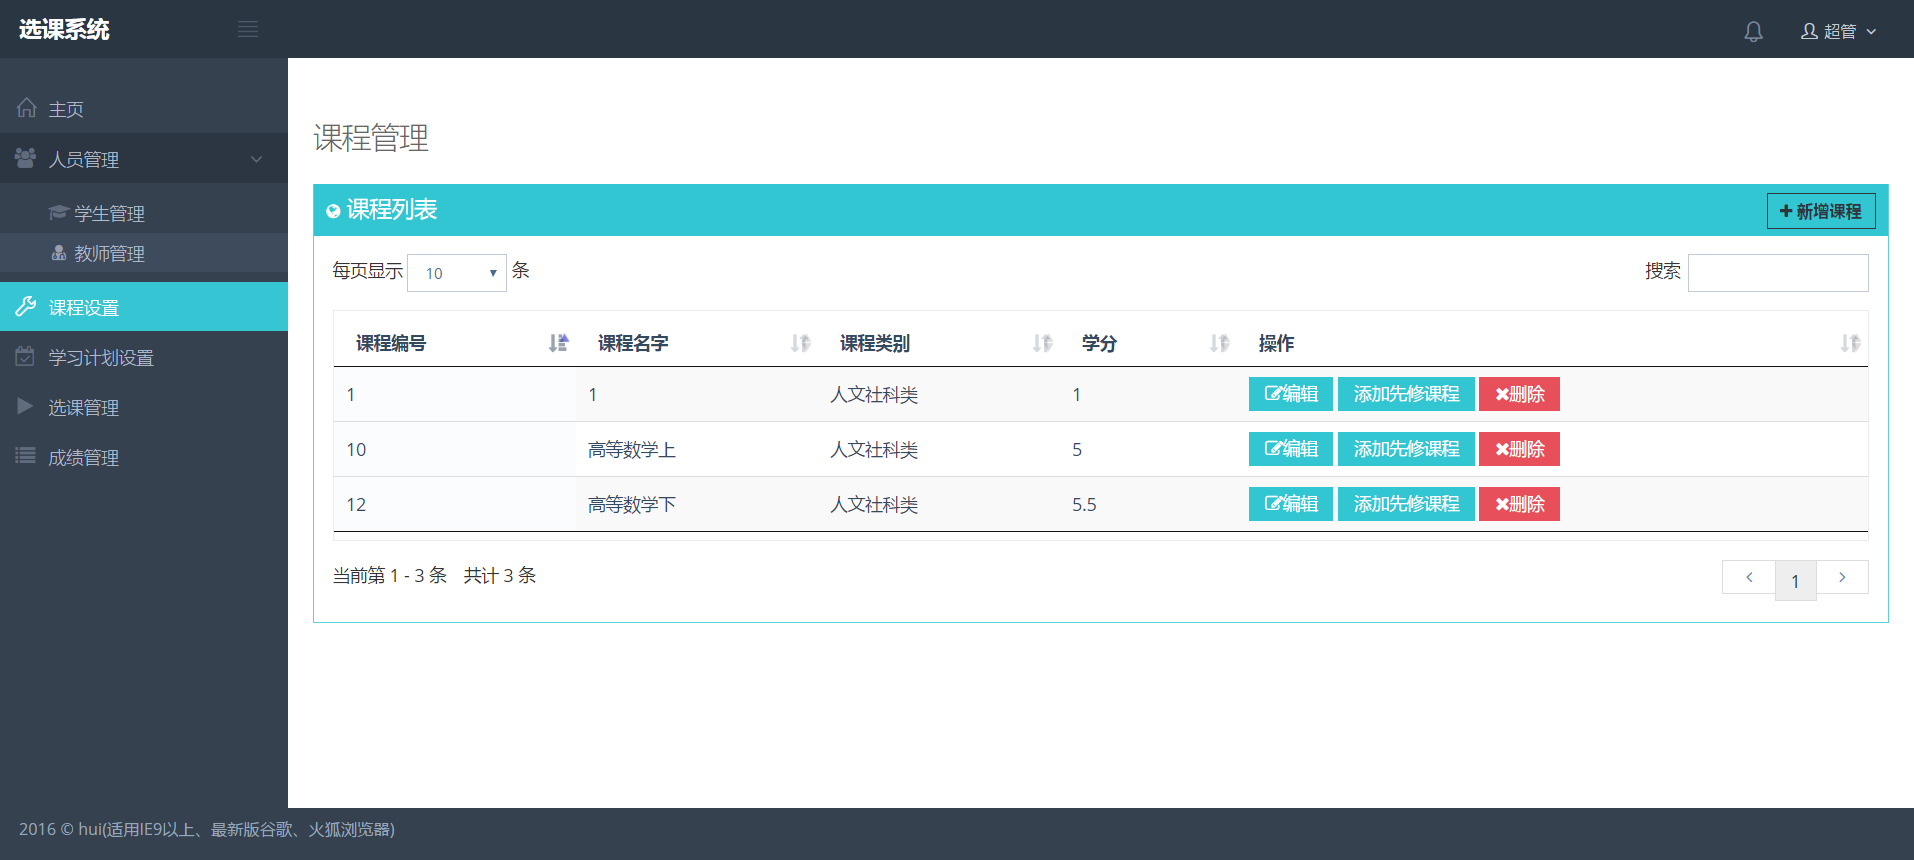 选课系统
超管
主页
人员管理
学生管理
教师管理
课程设置
学习计划设置
选课管理
成绩管理
课程管理
课程列表
新增课程
每页显示 10 条
搜索
课程编号 课程名字 课程类别 学分 操作
1 1 人文社科类 1 编辑 添加先修课程 删除
10 高等数学上 人文社科类 5 编辑 添加先修课程 删除
12 高等数学下 人文社科类 5.5 编辑 添加先修课程 删除
当前第 1 - 3 条 共计 3 条
1
2016 © hui(适用IE9以上、最新版谷歌、火狐浏览器)